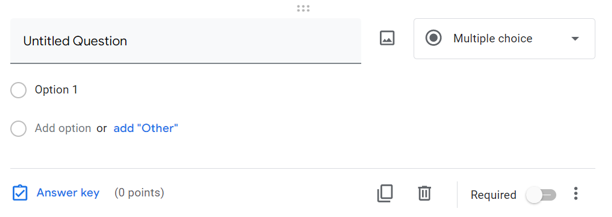 Untitled Question
Multiple choice
Option 1
Add option or add "Other"
Answer key (0 points)
Required